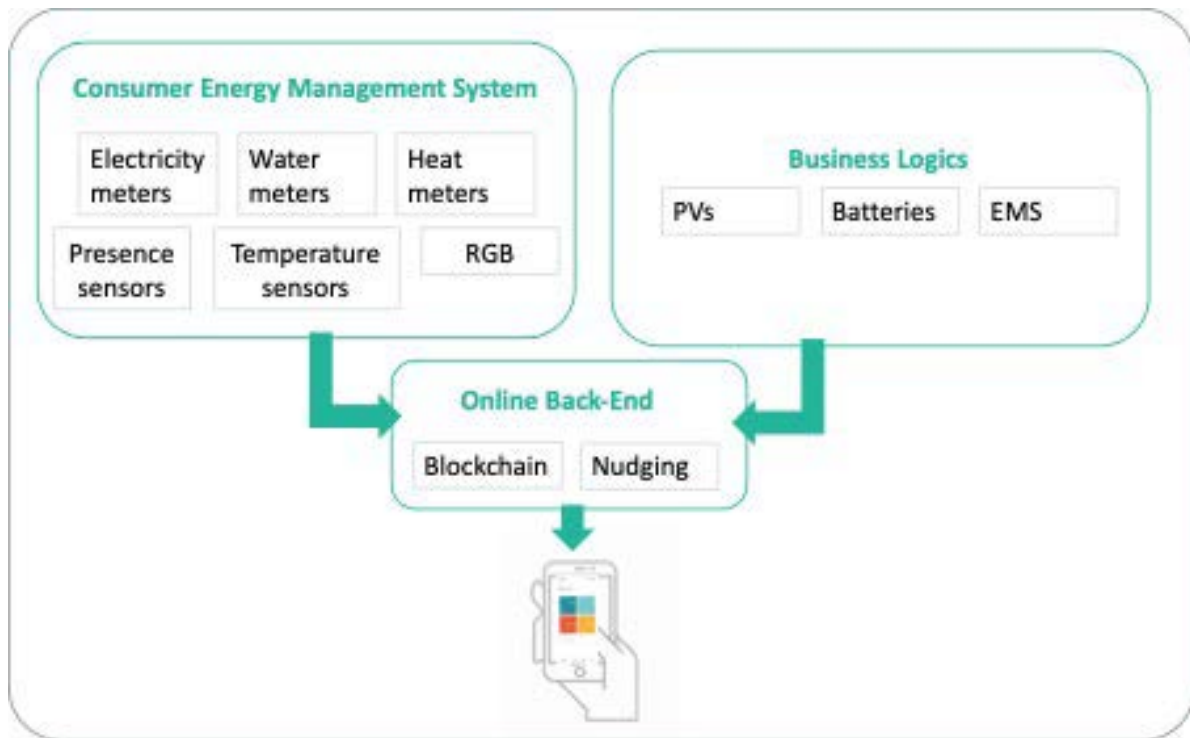 Consumer Energy Management System
Electricity
meters
Water
meters
Heat
meters
Presence
sensors
Temperature
sensors
RGB
Business Logics
PVs
Batteries
EMS
Online Back-End
Blockchain
Nudging